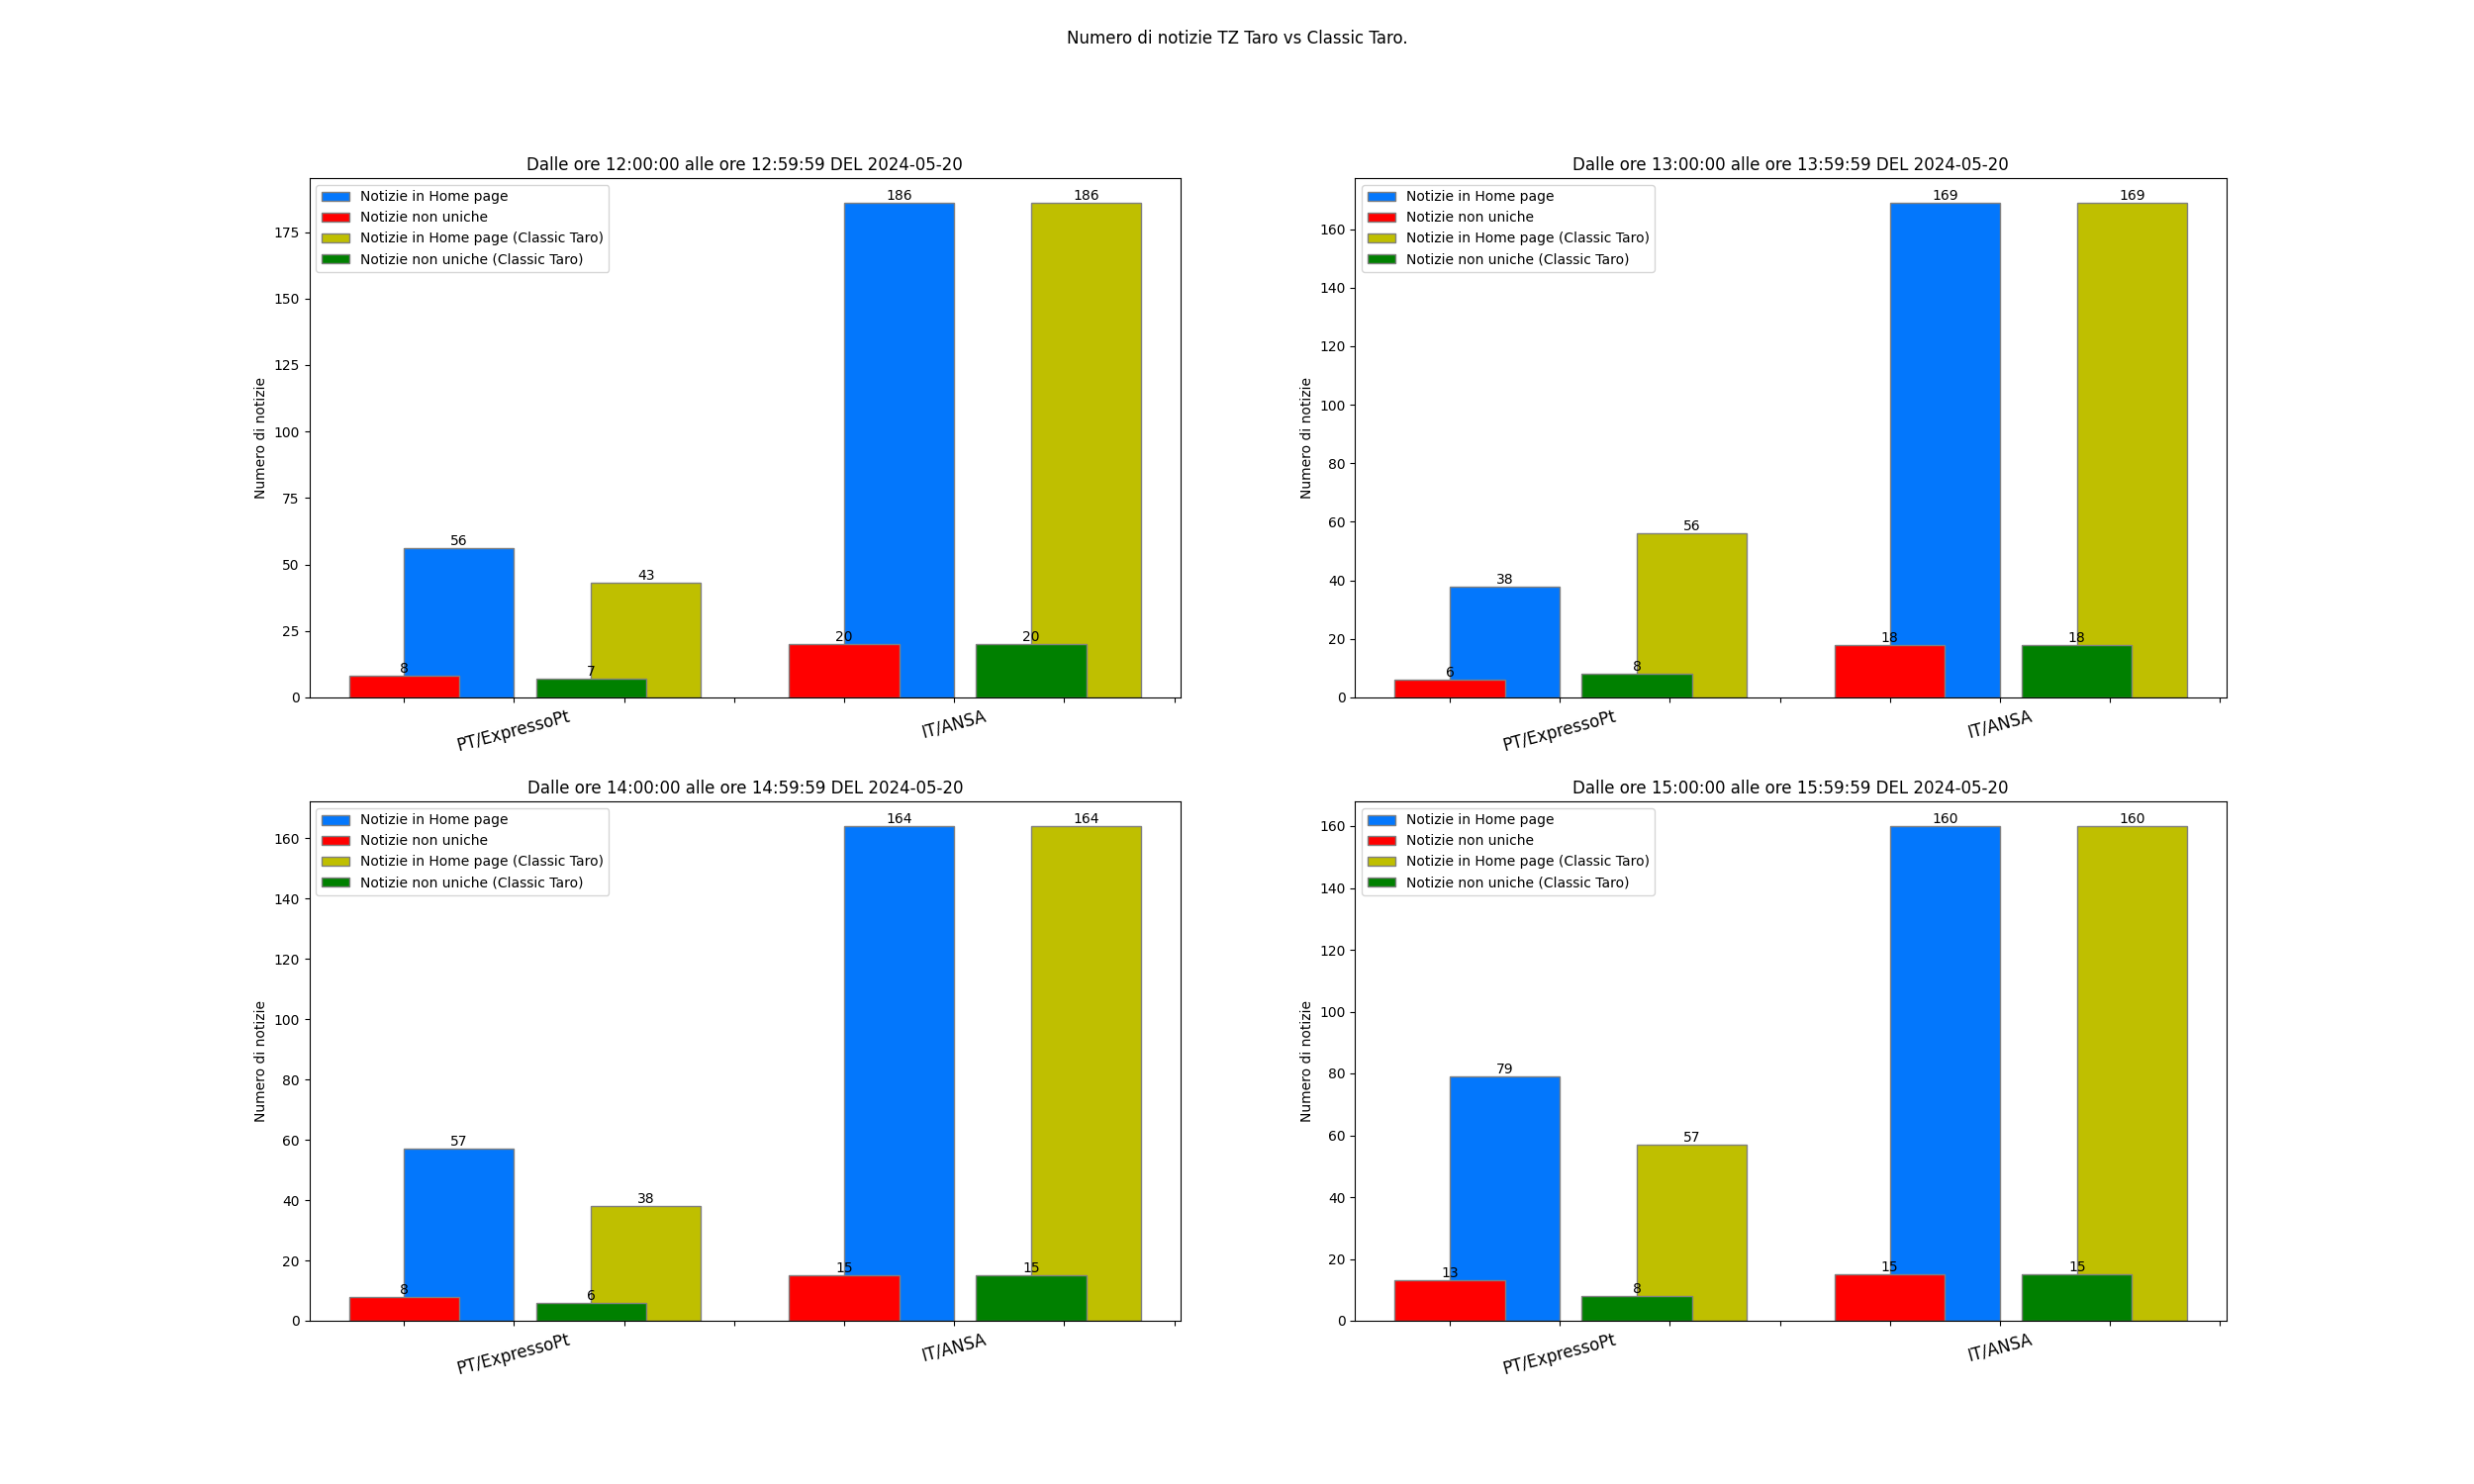 Numero di notizie TZ Taro vs Classic Taro.
Dalle ore 12:00:00 alle ore 12:59:59 DEL 2024-05-20
Notizie in Home page
Notizie non uniche
Notizie in Home page (Classic Taro)
Notizie non uniche (Classic Taro)
Numero di notizie
175
150
125
100
75
50
25
0
8
56
7
43
20
186
20
186
PT/ExpressoPt
IT/ANSA
Dalle ore 13:00:00 alle ore 13:59:59 DEL 2024-05-20
Notizie in Home page
Notizie non uniche
Notizie in Home page (Classic Taro)
Notizie non uniche (Classic Taro)
Numero di notizie
160
140
120
100
80
60
40
20
0
6
38
8
56
18
169
18
169
PT/ExpressoPt
IT/ANSA
Dalle ore 14:00:00 alle ore 14:59:59 DEL 2024-05-20
Notizie in Home page
Notizie non uniche
Notizie in Home page (Classic Taro)
Notizie non uniche (Classic Taro)
Numero di notizie
160
140
120
100
80
60
40
20
0
8
57
6
38
15
164
15
164
PT/ExpressoPt
IT/ANSA
Dalle ore 15:00:00 alle ore 15:59:59 DEL 2024-05-20
Notizie in Home page
Notizie non uniche
Notizie in Home page (Classic Taro)
Notizie non uniche (Classic Taro)
Numero di notizie
160
140
120
100
80
60
40
20
0
13
79
8
57
15
160
15
160
PT/ExpressoPt
IT/ANSA